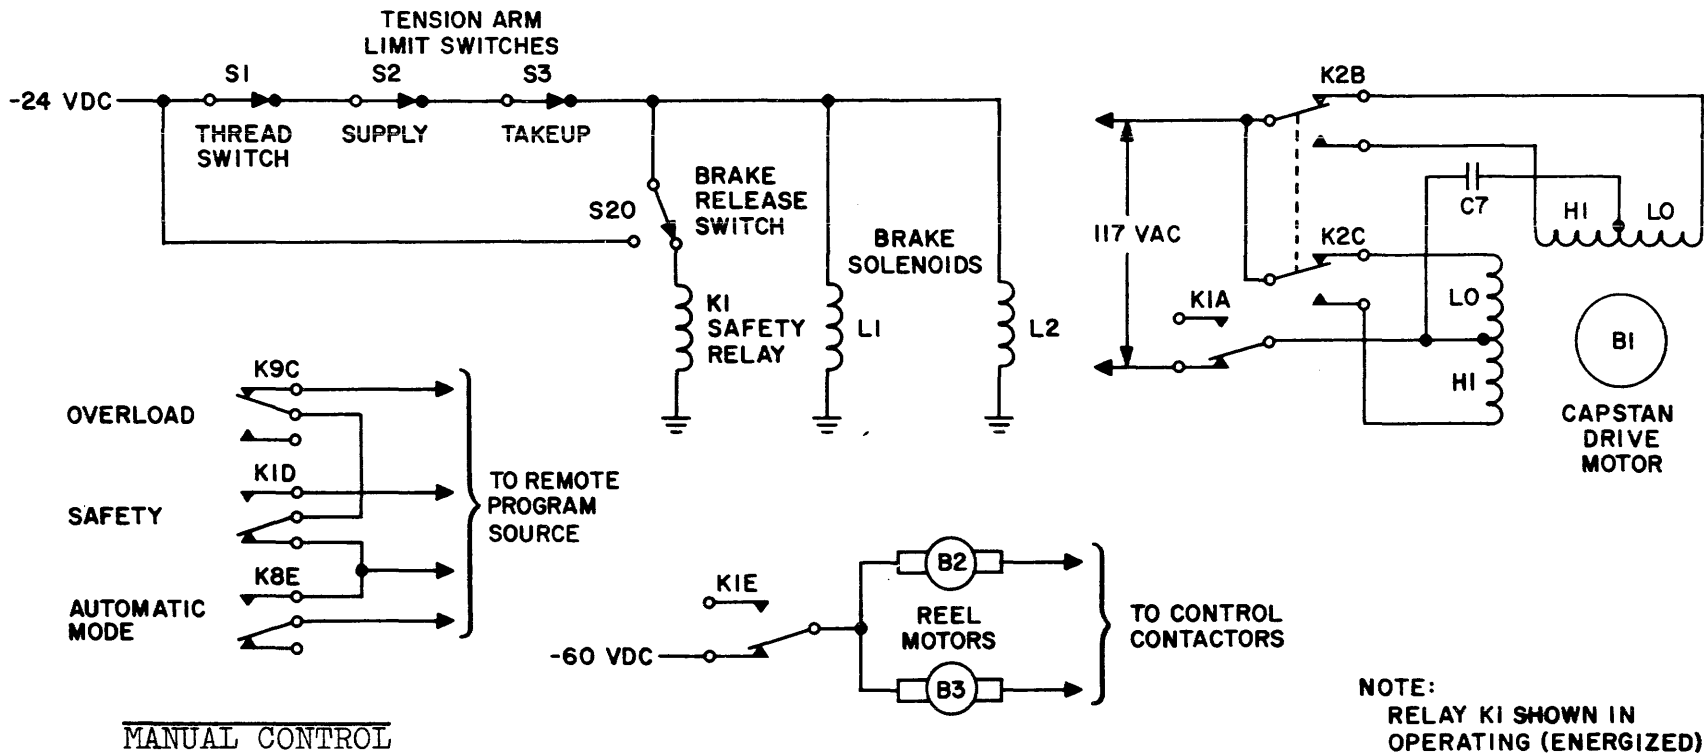 TENSION ARM
LIMIT SWITCHES
S1
S2
S3
-24 VDC
THREAD
SWITCH
SUPPLY
TAKEUP
S20
BRAKE
RELEASE
SWITCH
BRAKE
SOLENOIDS
K1
SAFETY
RELAY
L1
L2
K2B
117 VAC
C7
HI
LO
K2C
K1A
LO
HI
B1
CAPSTAN
DRIVE
MOTOR
K9C
OVERLOAD
K1D
SAFETY
K8E
AUTOMATIC
MODE
TO REMOTE
PROGRAM
SOURCE
K1E
-60 VDC
B2
REEL
MOTORS
B3
TO CONTROL
CONTACTORS
NOTE:
RELAY K1 SHOWN IN
OPERATING (ENERGIZED)
MANUAL CONTROL